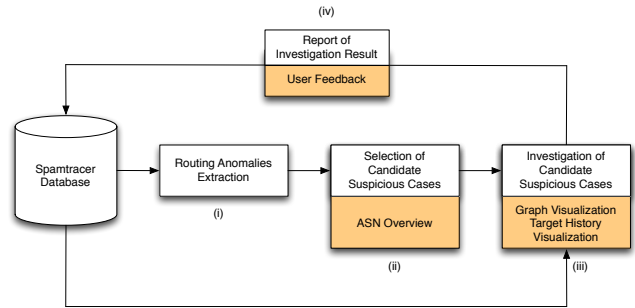 (iv)
Report of
Investigation Result
User Feedback
Spamtracer
Database
Routing Anomalies
Extraction
(i)
Selection of
Candidate
Suspicious Cases
ASN Overview
(ii)
Investigation of
Candidate
Suspicious Cases
Graph Visualization
Target History
Visualization
(iii)